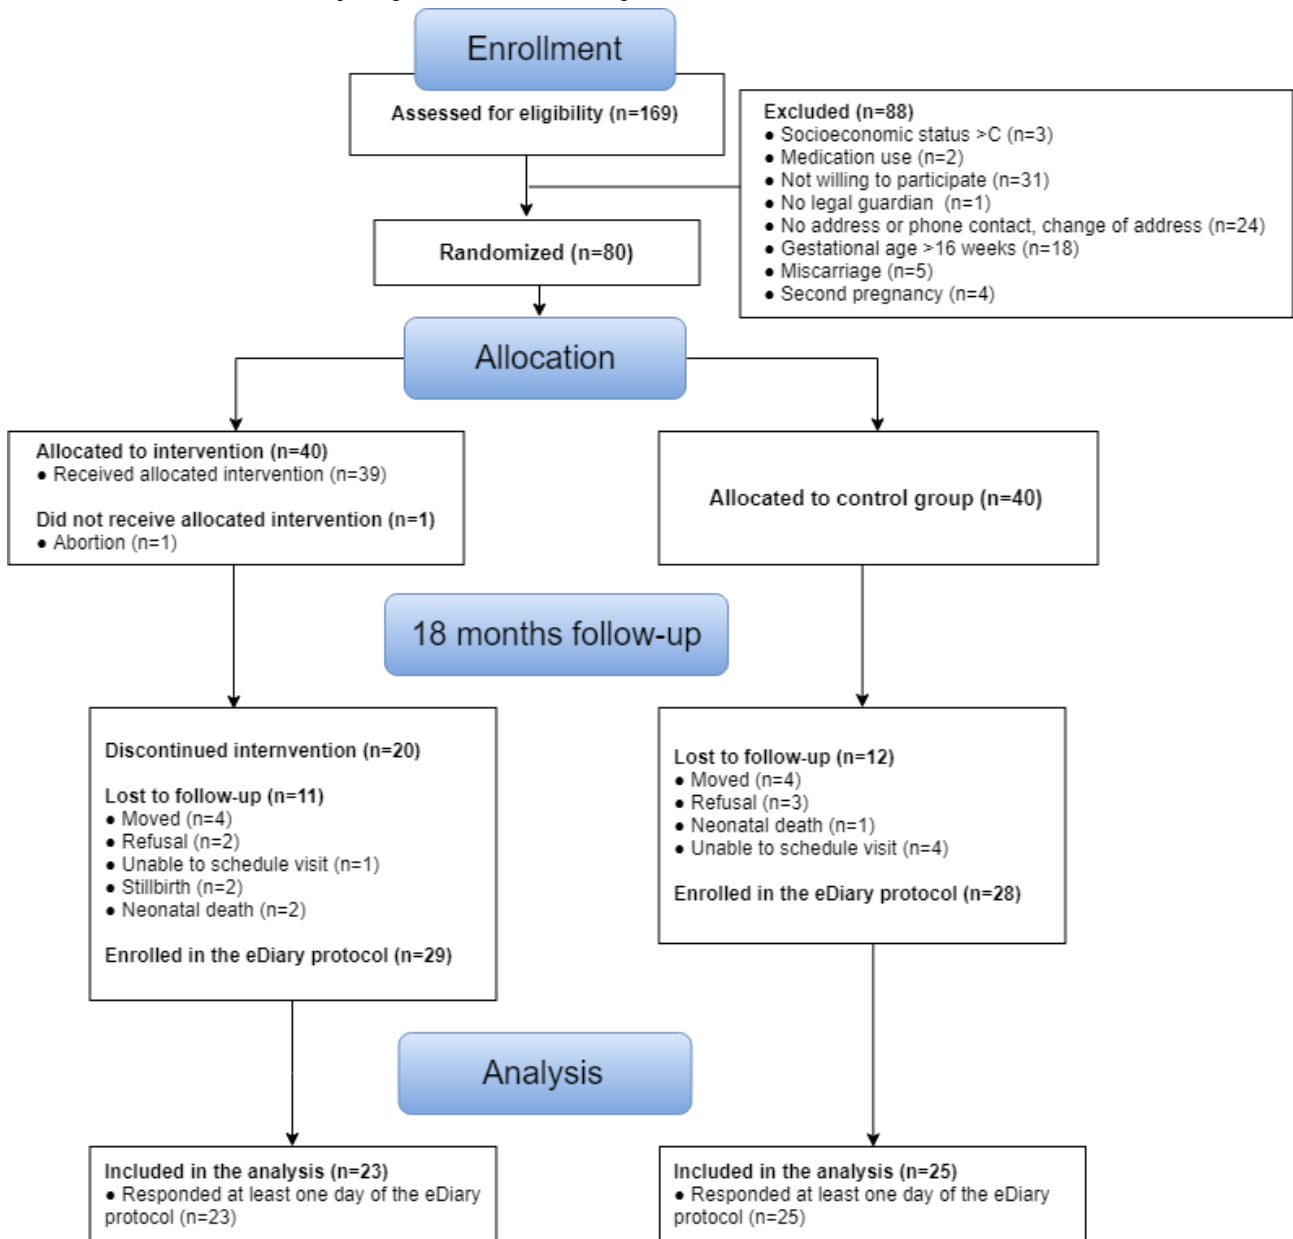 Enrollment
Assessed for eligibility (n=169)
Excluded (n=88)
● Socioeconomic status >C (n=3)
● Medication use (n=2)
● Not willing to participate (n=31)
● No legal guardian (n=1)
● No address or phone contact, change of address (n=24)
● Gestational age >16 weeks (n=18)
● Miscarriage (n=5)
● Second pregnancy (n=4)
Randomized (n=80)
Allocation
Allocated to intervention (n=40)
● Received allocated intervention (n=39)
Did not receive allocated intervention (n=1)
● Abortion (n=1)
Allocated to control group (n=40)
18 months follow-up
Discontinued internvention (n=20)
Lost to follow-up (n=11)
● Moved (n=4)
● Refusal (n=2)
● Unable to schedule visit (n=1)
● Stillbirth (n=2)
● Neonatal death (n=2)
Enrolled in the eDiary protocol (n=29)
Lost to follow-up (n=12)
● Moved (n=4)
● Refusal (n=3)
● Neonatal death (n=1)
● Unable to schedule visit (n=4)
Enrolled in the eDiary protocol (n=28)
Analysis
Included in the analysis (n=23)
● Responded at least one day of the eDiary
protocol (n=23)
Included in the analysis (n=25)
● Responded at least one day of the eDiary
protocol (n=25)